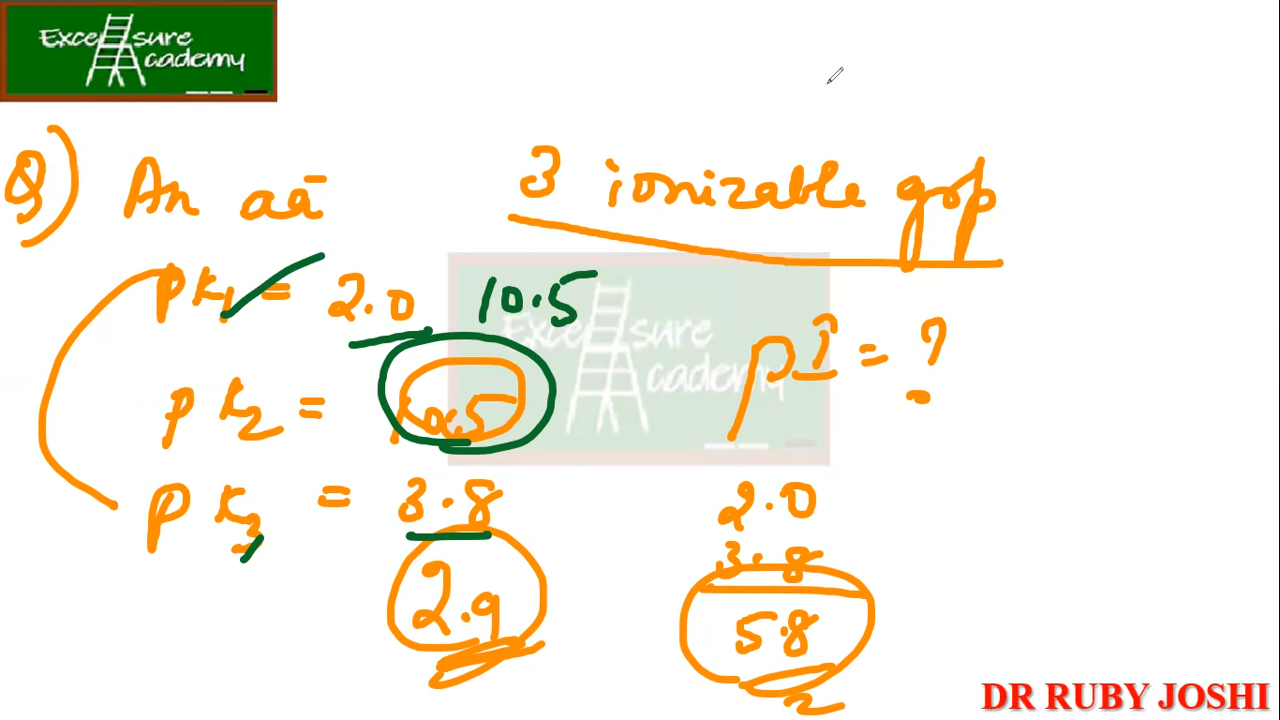 Excel sure
Academy
Q) An aā 3 ionizable grp
pK1 = 2.0 10.5
pI = ?
pK2 = 10.5
pK3 = 3.8
2.9
2.0
3.8
5.8
2
Excel sure
Academy
DR RUBY JOSHI